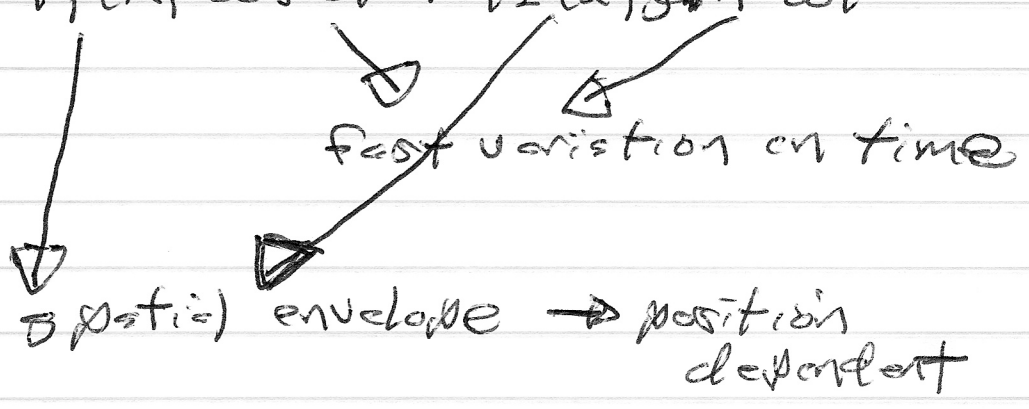 fast variation on time
spatial envelope → position
dependent